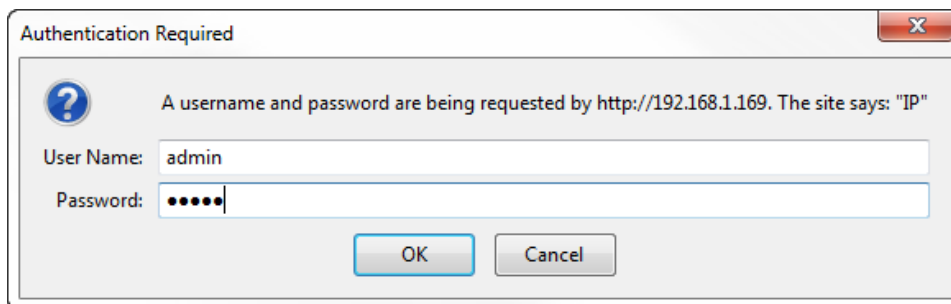 Authentication Required
A username and password are being requested by http://192.168.1.169. The site says: "IP"
User Name: admin
Password: •••••
OK Cancel